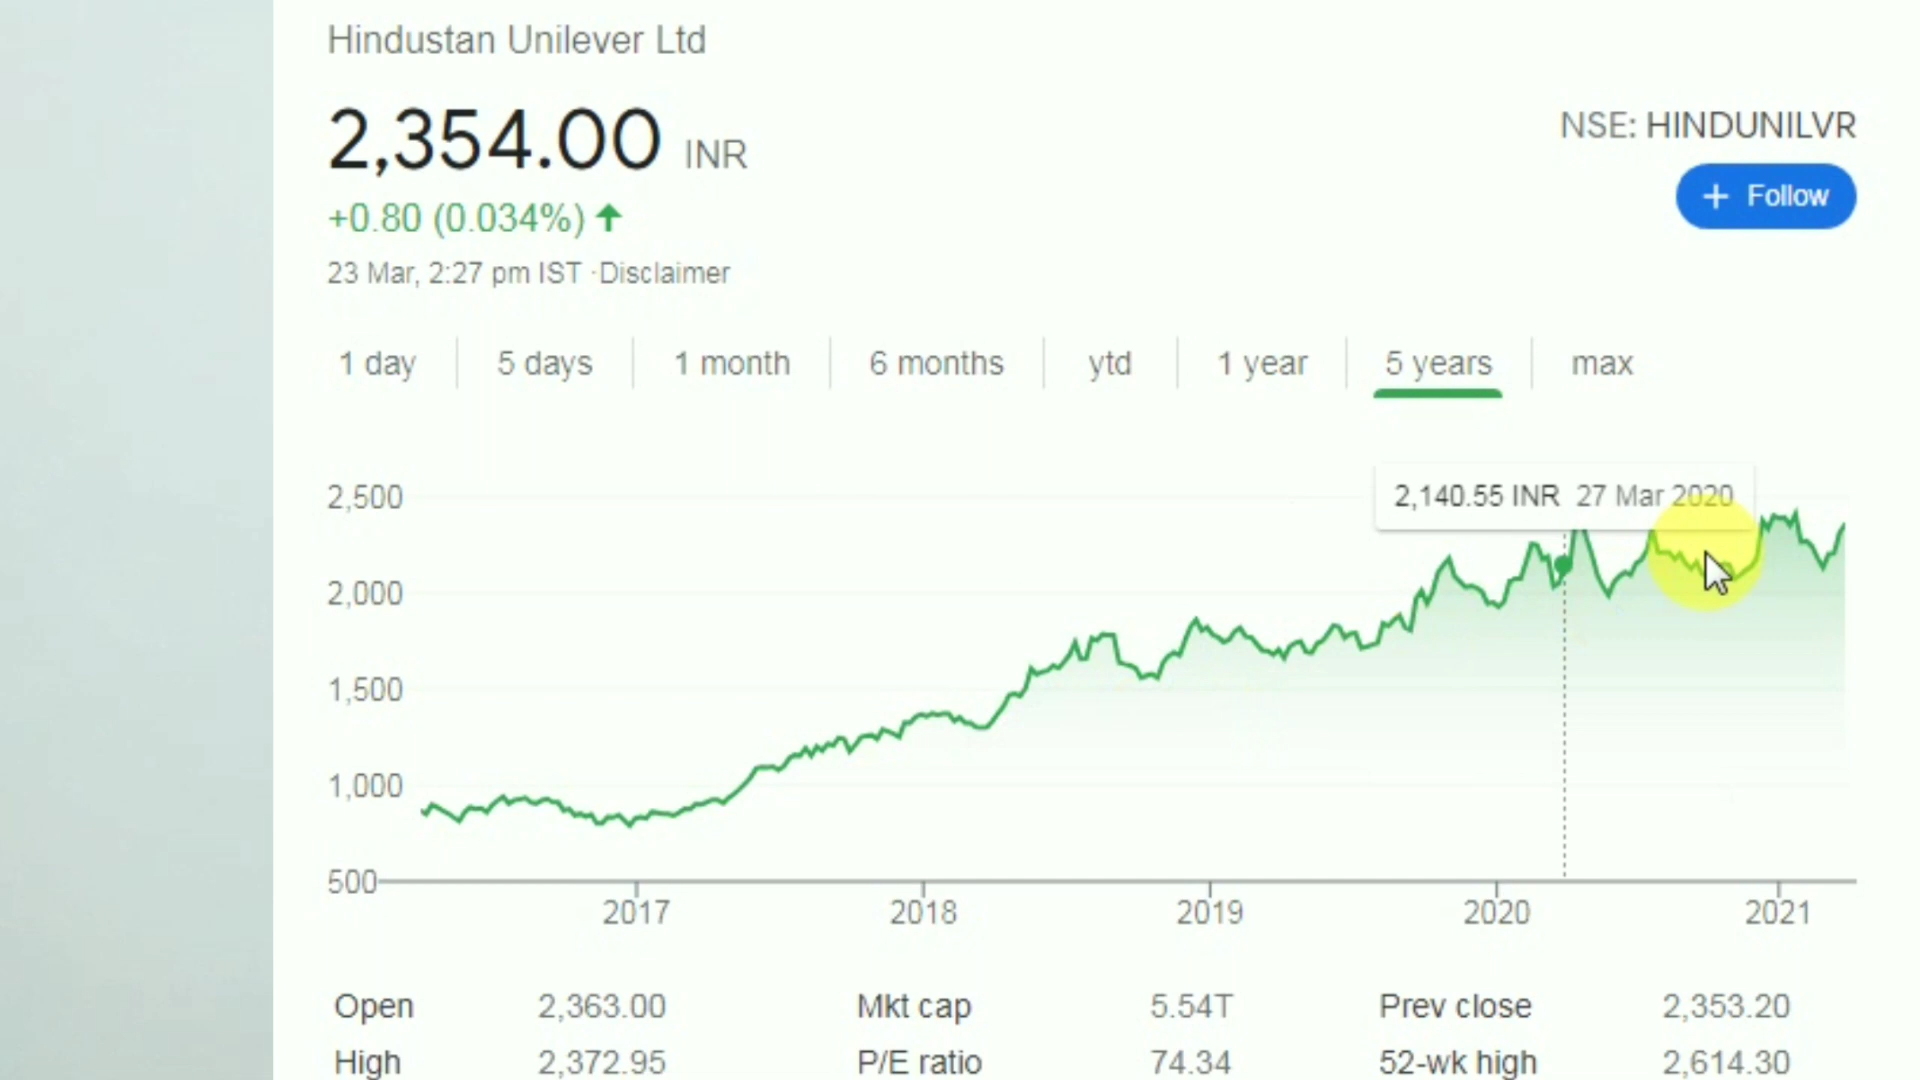 Hindustan Unilever Ltd
2,354.00 INR
NSE: HINDUNILVR
+ Follow
+0.80 (0.034%)
23 Mar, 2:27 pm IST ·Disclaimer
1 day 5 days 1 month 6 months ytd 1 year 5 years max
2,140.55 INR 27 Mar 2020
2,500
2,000
1,500
1,000
500
2017 2018 2019 2020 2021
Open 2,363.00 Mkt cap 5.54T Prev close 2,353.20
High 2,372.95 P/E ratio 74.34 52-wk high 2,614.30